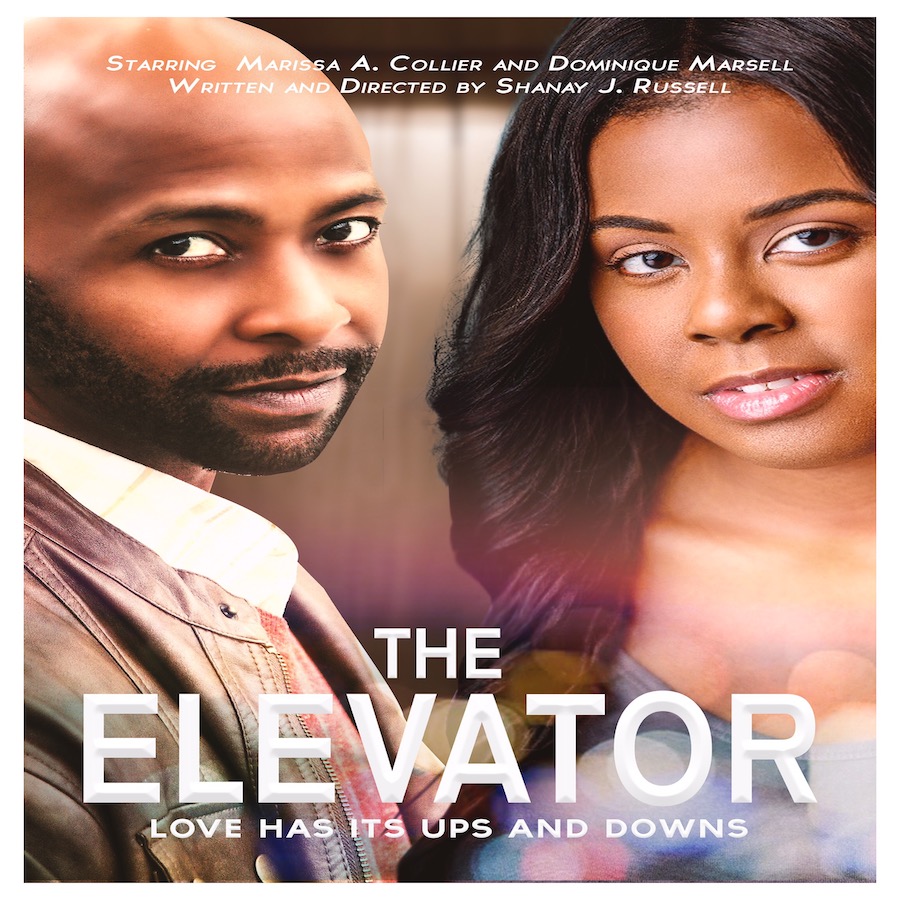 Starring Marissa A. Collier and Dominique Marsell
Written and Directed by Shanay J. Russell
THE
ELEVATOR
LOVE HAS ITS UPS AND DOWNS